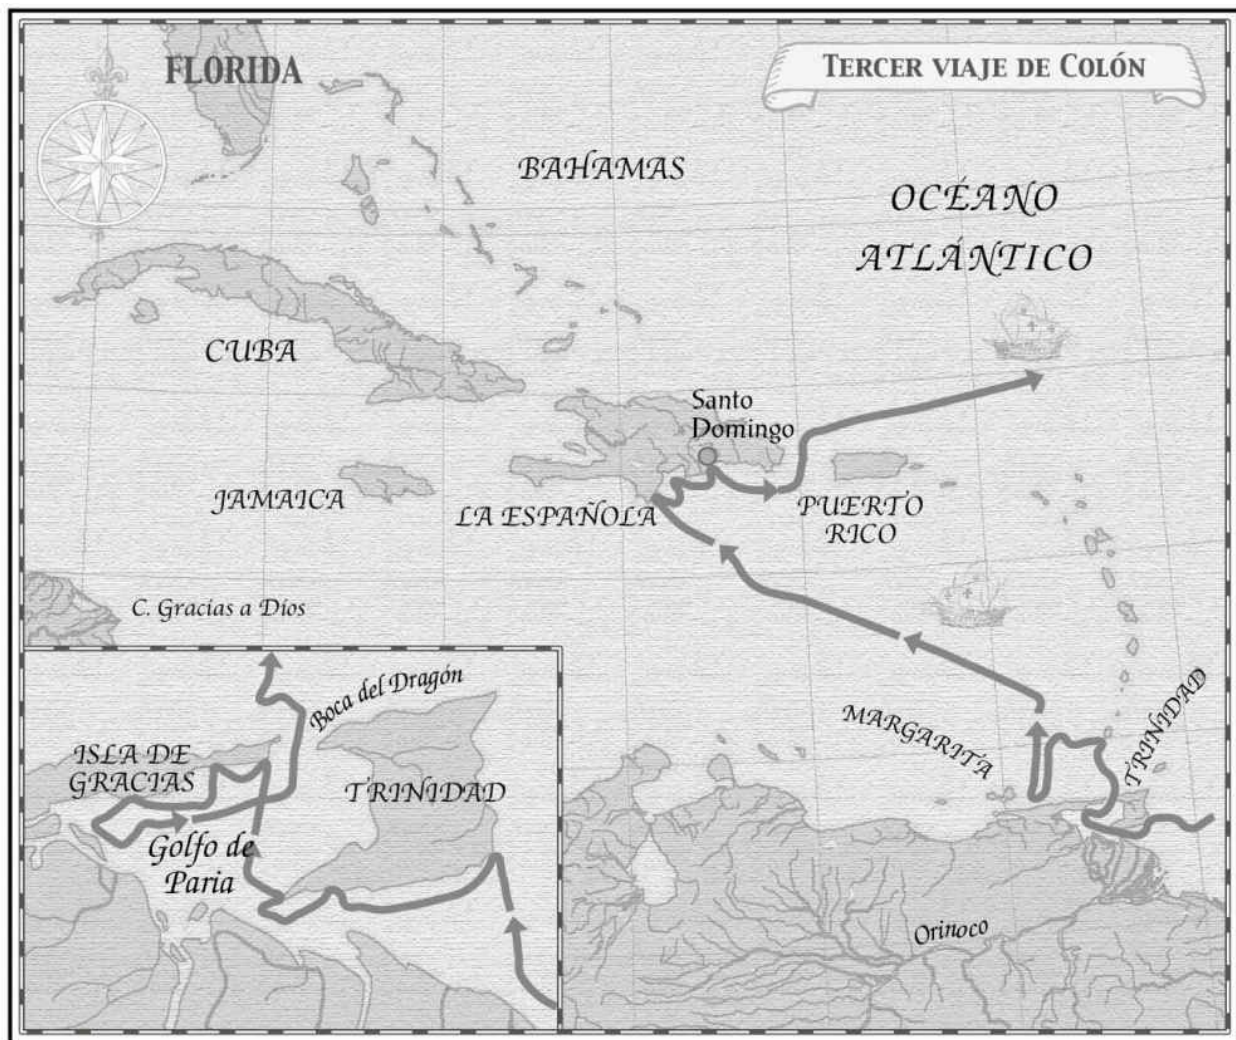 FLORIDA
TERCER VIAJE DE COLÓN
BAHAMAS
OCÉANO
ATLÁNTICO
CUBA
Santo
Domingo
JAMAICA
LA ESPAÑOLA
PUERTO
RICO
C. Gracias a Dios
Boca del Dragón
ISLA DE
GRACIAS
TRINIDAD
Golfo de
Paria
MARGARITA
TRINIDAD
Orinoco